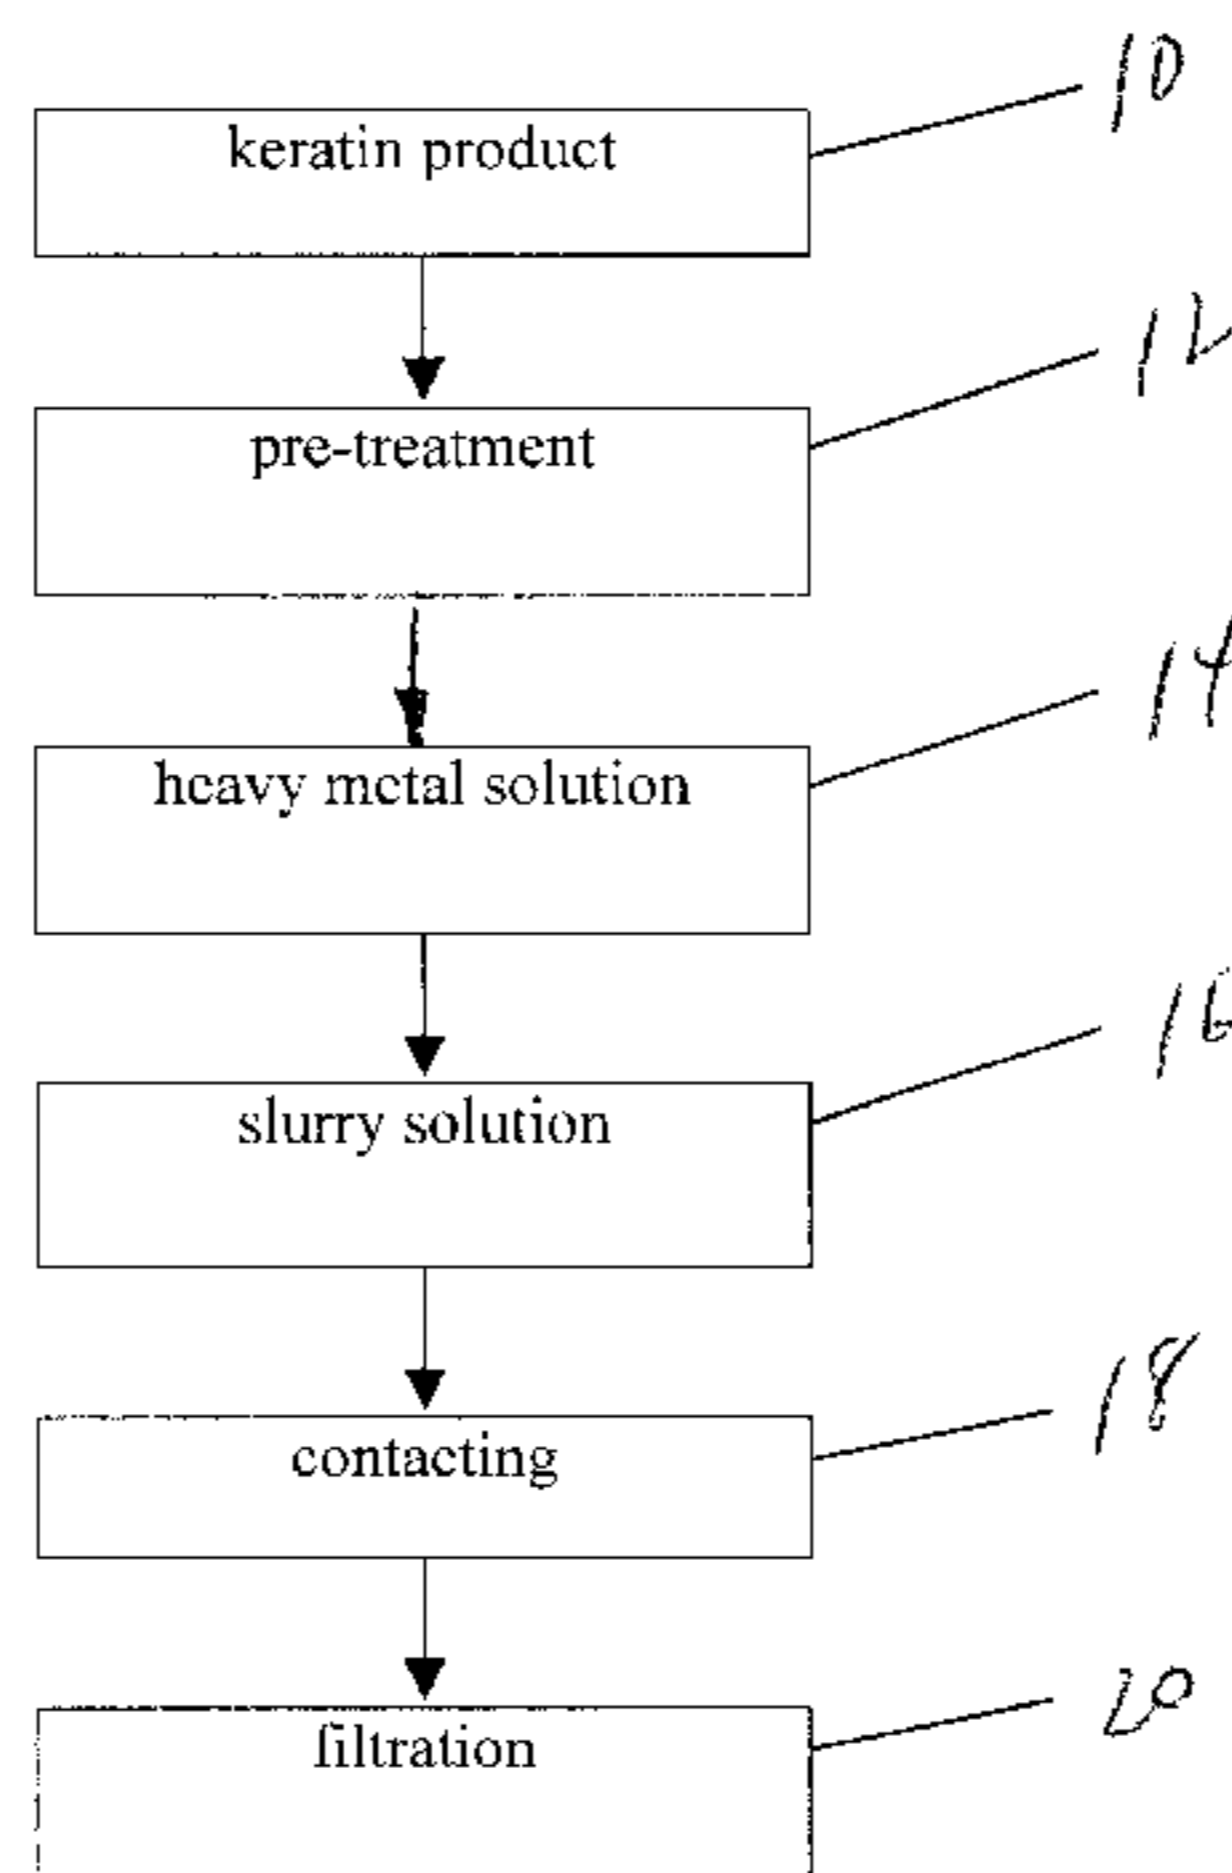 keratin product
10
pre-treatment
12
heavy metal solution
14
slurry solution
16
contacting
18
filtration
20